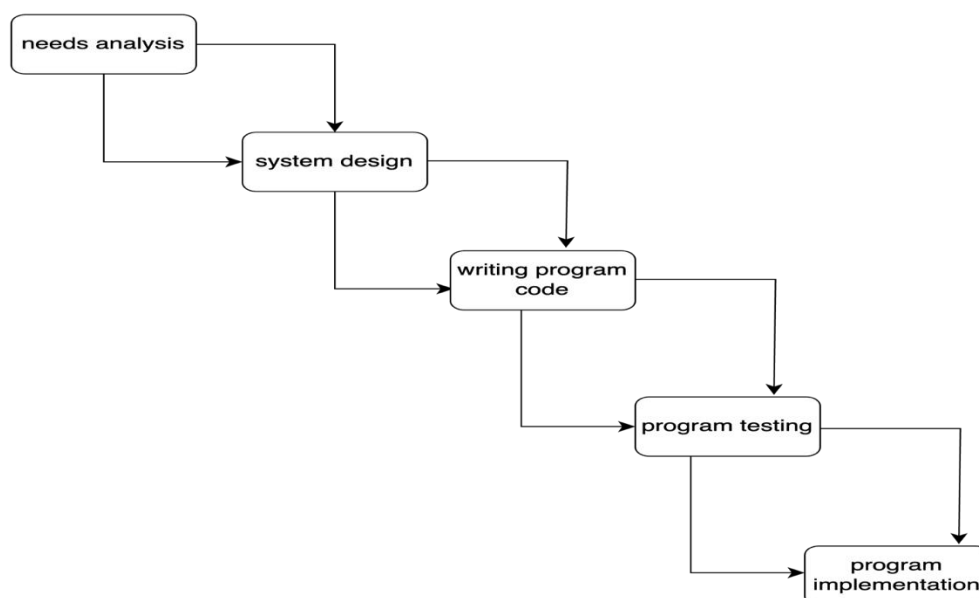 needs analysis
system design
writing program
code
program testing
program
implementation